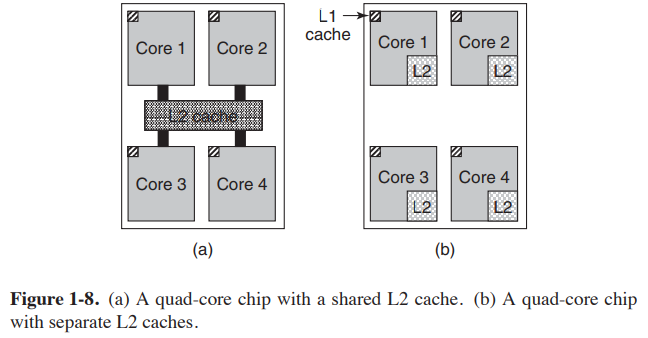 Core 1 Core 2
L2 cache
Core 3 Core 4
(a)
L1
cache
Core 1 Core 2
L2 L2
Core 3 Core 4
L2 L2
(b)
Figure 1-8. (a) A quad-core chip with a shared L2 cache. (b) A quad-core chip
with separate L2 caches.